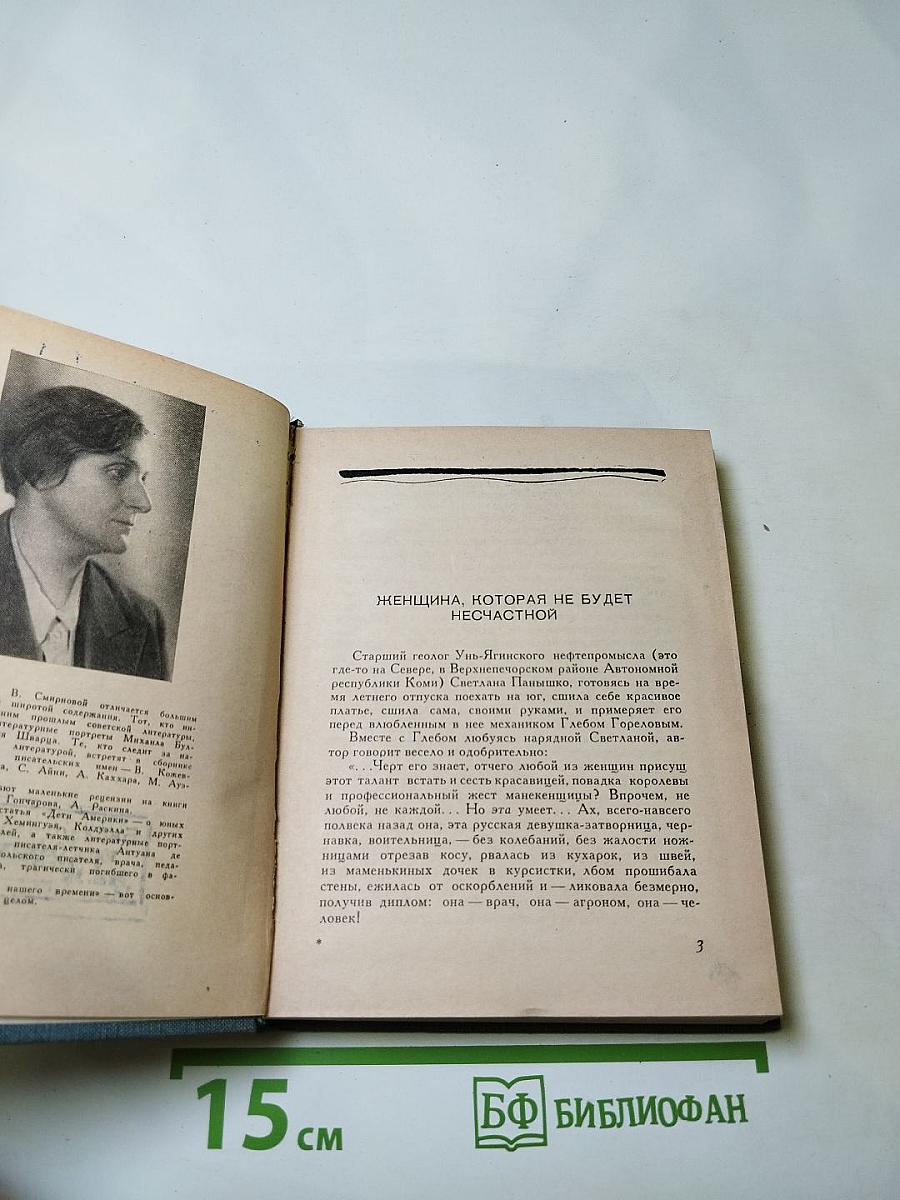 В. Смирновой отличается большим
широтой содержания. Тот, кто ин-
ним прошлым советской литературы,
литературные портреты Михаила Бул-
я Шварца. Те, кто следит за на-
литературой, встретят в сборнике
писательских имен — В. Кожев-
С. Айни, А. Каххара, М. Ауэ-
ают маленькие рецензии на книги
Гончарова, А. Раскина.
статья «Дети Америки» — о юных
Хемингуэя, Колдуэлла и других
лей, а также литературные порт-
писателя-летчика Антуана де
польского писателя, врача, педа-
трагически погибшего в фа-
нашего времени» — вот основ-
целом.
ЖЕНЩИНА, КОТОРАЯ НЕ БУДЕТ
НЕСЧАСТНОЙ
Старший геолог Унь-Ягинского нефтепромысла (это
где-то на Севере, в Верхнепечорском районе Автономной
республики Коми) Светлана Панышко, готовясь на вре-
мя летнего отпуска поехать на юг, сшила себе красивое
платье, сшила сама, своими руками, и примеряет его
перед влюбленным в нее механиком Глебом Гореловым.
Вместе с Глебом любуясь нарядной Светланой, ав-
тор говорит весело и одобрительно:
«...Черт его знает, отчего любой из женщин присущ
этот талант встать и сесть красавицей, повадка королевы
и профессиональный жест манекенщицы? Впрочем, не
любой, не каждой... Но эта умеет... Ах, всего-навсего
полвека назад она, эта русская девушка-затворница, чер-
навка, воительница, — без колебаний, без жалости нож-
ницами отрезав косу, рвалась из кухарок, из швей,
из маменькиных дочек в курсистки, лбом прошибала
стены, ежилась от оскорблений и — ликовала безмерно,
получив диплом: она — врач, она — агроном, она — че-
ловек!
*
3
15 см
БФ БИБЛИОФАН